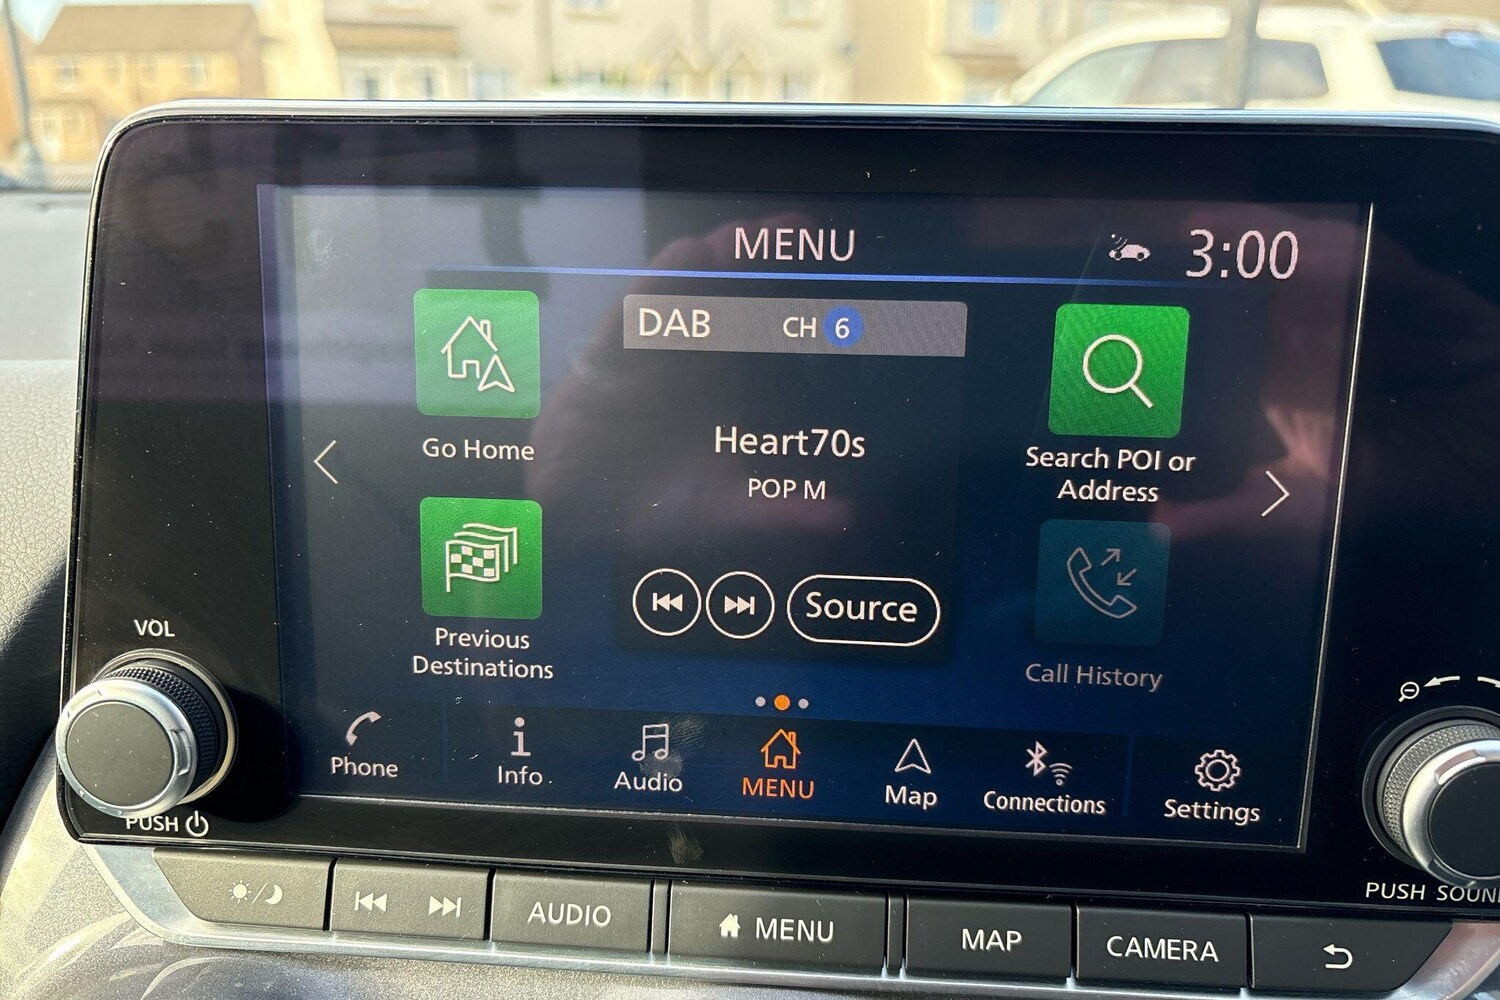 MENU
3:00
DAB
CH 6
Go Home
Heart70s
POP M
Search POI or
Address
Previous
Destinations
Source
Call History
VOL
PUSH
Phone
Info
Audio
MENU
Map
Connections
Settings
PUSH SOUN
AUDIO
MENU
MAP
CAMERA